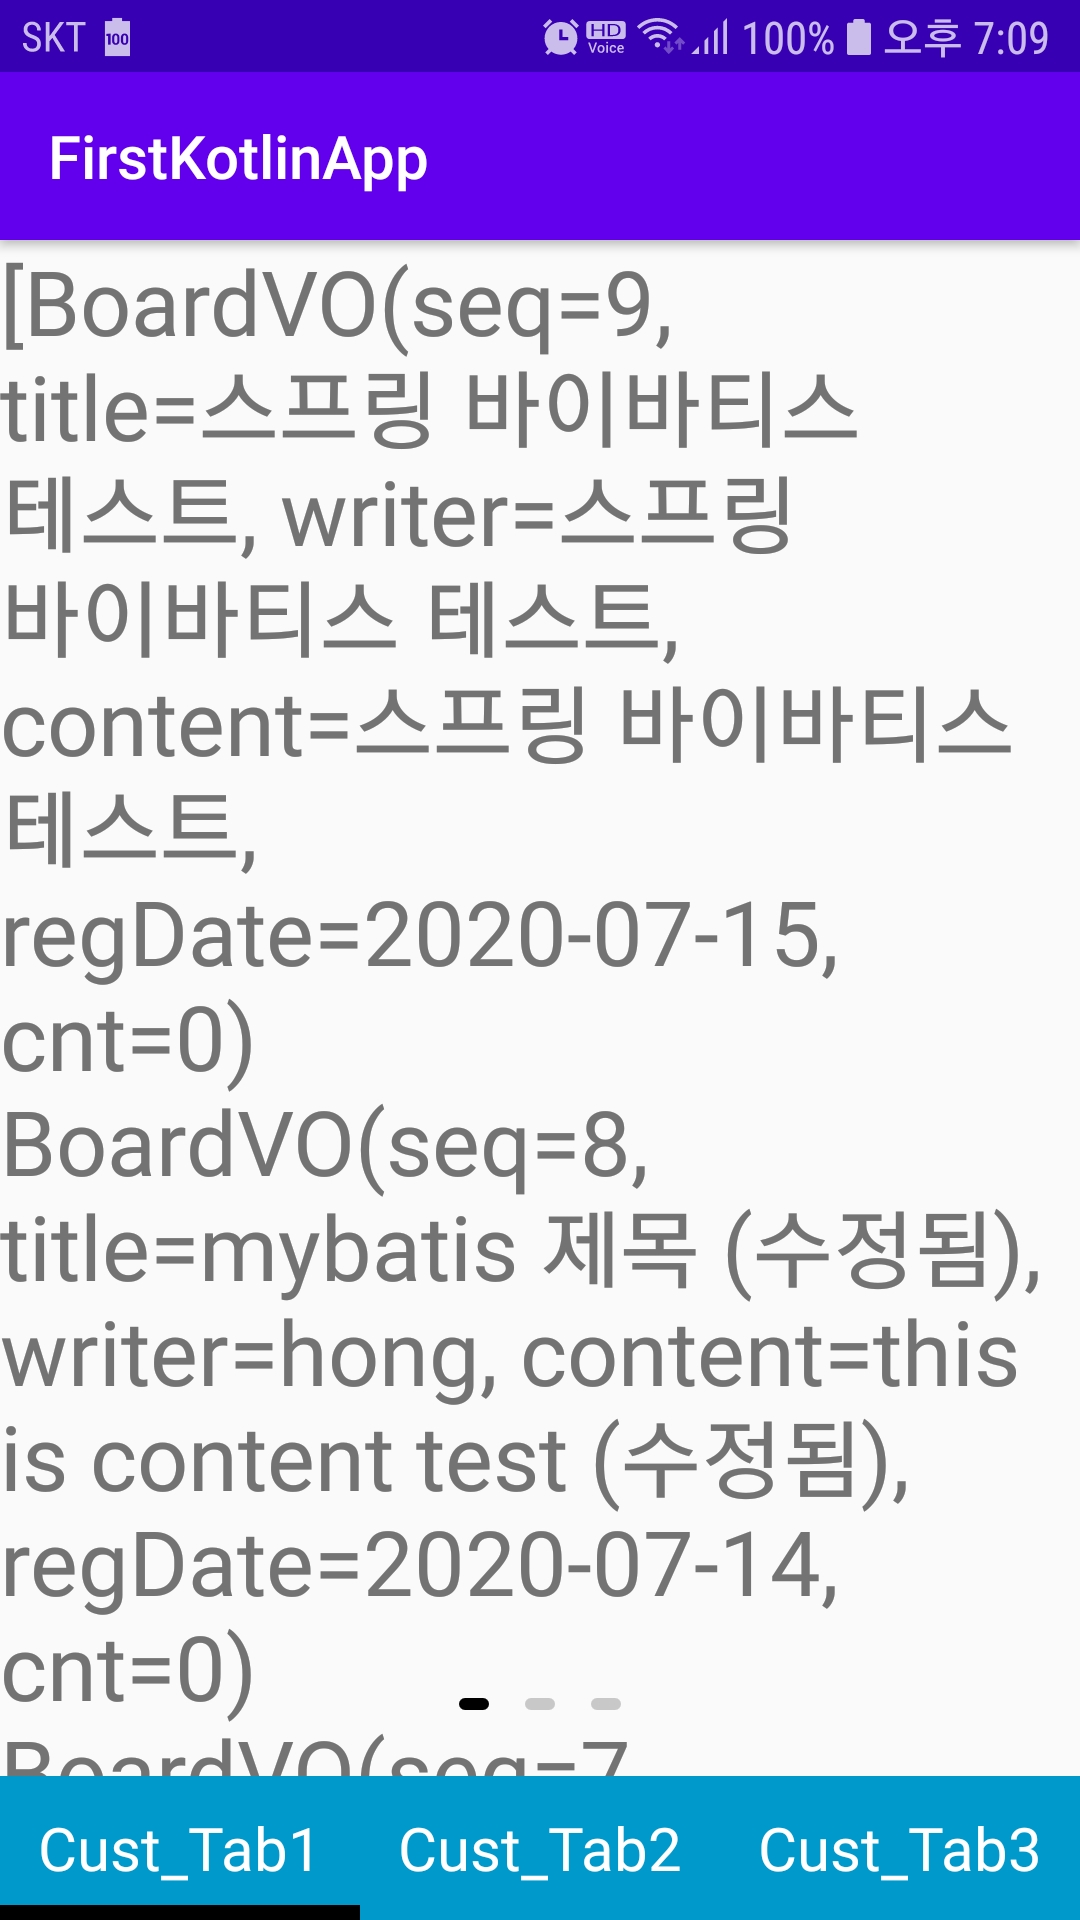 SKT 100 HD Voice 100% 오후 7:09
FirstKotlinApp
[BoardVO(seq=9,
title=스프링 바이바티스
테스트, writer=스프링
바이바티스 테스트,
content=스프링 바이바티스
테스트,
regDate=2020-07-15,
cnt=0)
BoardVO(seq=8,
title=mybatis 제목 (수정됨),
writer=hong, content=this
is content test (수정됨),
regDate=2020-07-14,
cnt=0)
BoardVO(seq=7
Cust_Tab1 Cust_Tab2 Cust_Tab3